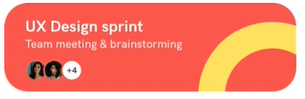 UX Design sprint
Team meeting & brainstorming
+4